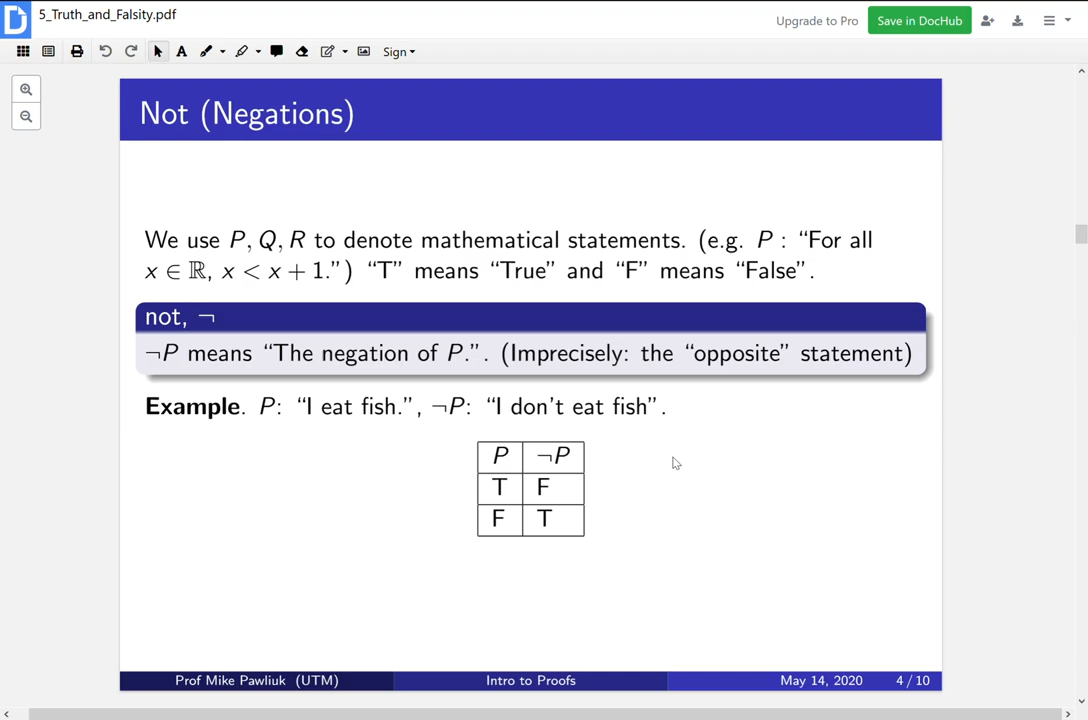 5_Truth_and_Falsity.pdf
Upgrade to Pro
Save in DocHub
A
Sign
Not (Negations)
We use P, Q, R to denote mathematical statements. (e.g. P : “For all
x ∈ ℝ, x < x + 1.”) “T” means “True” and “F” means “False”.
not, ¬
¬P means “The negation of P.”. (Imprecisely: the “opposite” statement)
Example. P: “I eat fish.”, ¬P: “I don’t eat fish”.
P ¬P
T F
F T
Prof Mike Pawliuk (UTM) Intro to Proofs May 14, 2020 4 / 10